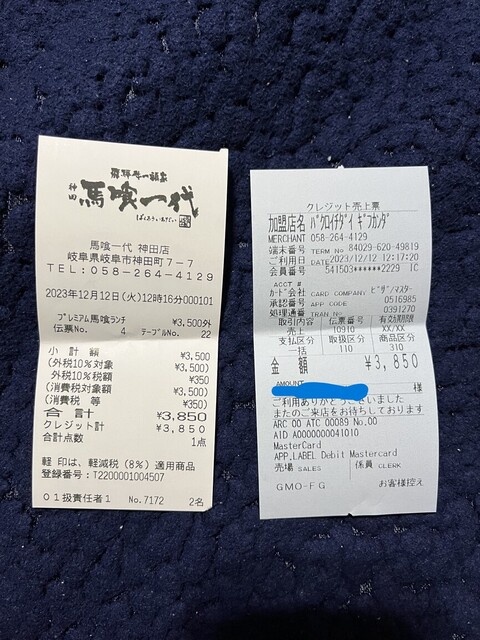 飛騨牛一頭家
神田
馬喰一代
ばくろういちだい
馬喰一代 神田店
岐阜県岐阜市神田町7-7
TEL:058-264-4129
2023年12月12日(火)12時16分000101
プレミアム馬喰ランチ
¥3,500外
伝票No. 4 テーブルNo. 22
小計額 ¥3,500
(外税10%対象 ¥3,500)
外税10%税額 ¥350
(消費税対象額 ¥3,500)
(消費税 等 ¥350)
合計 ¥3,850
クレジット計 ¥3,850
合計点数 1点
軽 印は、軽減税(8%)適用商品
登録番号:T2200001004507
01扱責任者1 No.7172 2名
クレジット売上票
加盟店名 バクロイチダイ ギフカンダ
MERCHANT 058-264-4129
端末番号 TERM No 84029-620-49819
ご利用日 DATE 2023/12/12 12:17:20
会員番号 541503******2229 IC
ACCT #
カード会社 CARD COMPANY ビザ/マスター
承認番号 APP CODE 0516985
処理通番 TRAN No. 0391270
取引内容 伝票番号 有効期限
売上 10910 XX/XX
支払区分 取扱区分 商品区分
一括 110 310
金額 ¥3,850
AMOUNT
様
ご利用ありがとうございました
またのご来店をお待ちしております
ARC 00 ATC 00089 No.00
AID A0000000041010
MasterCard
APP.LABEL Debit Mastercard
売場 SALES 係員 CLERK
GMO-FG お客様控え